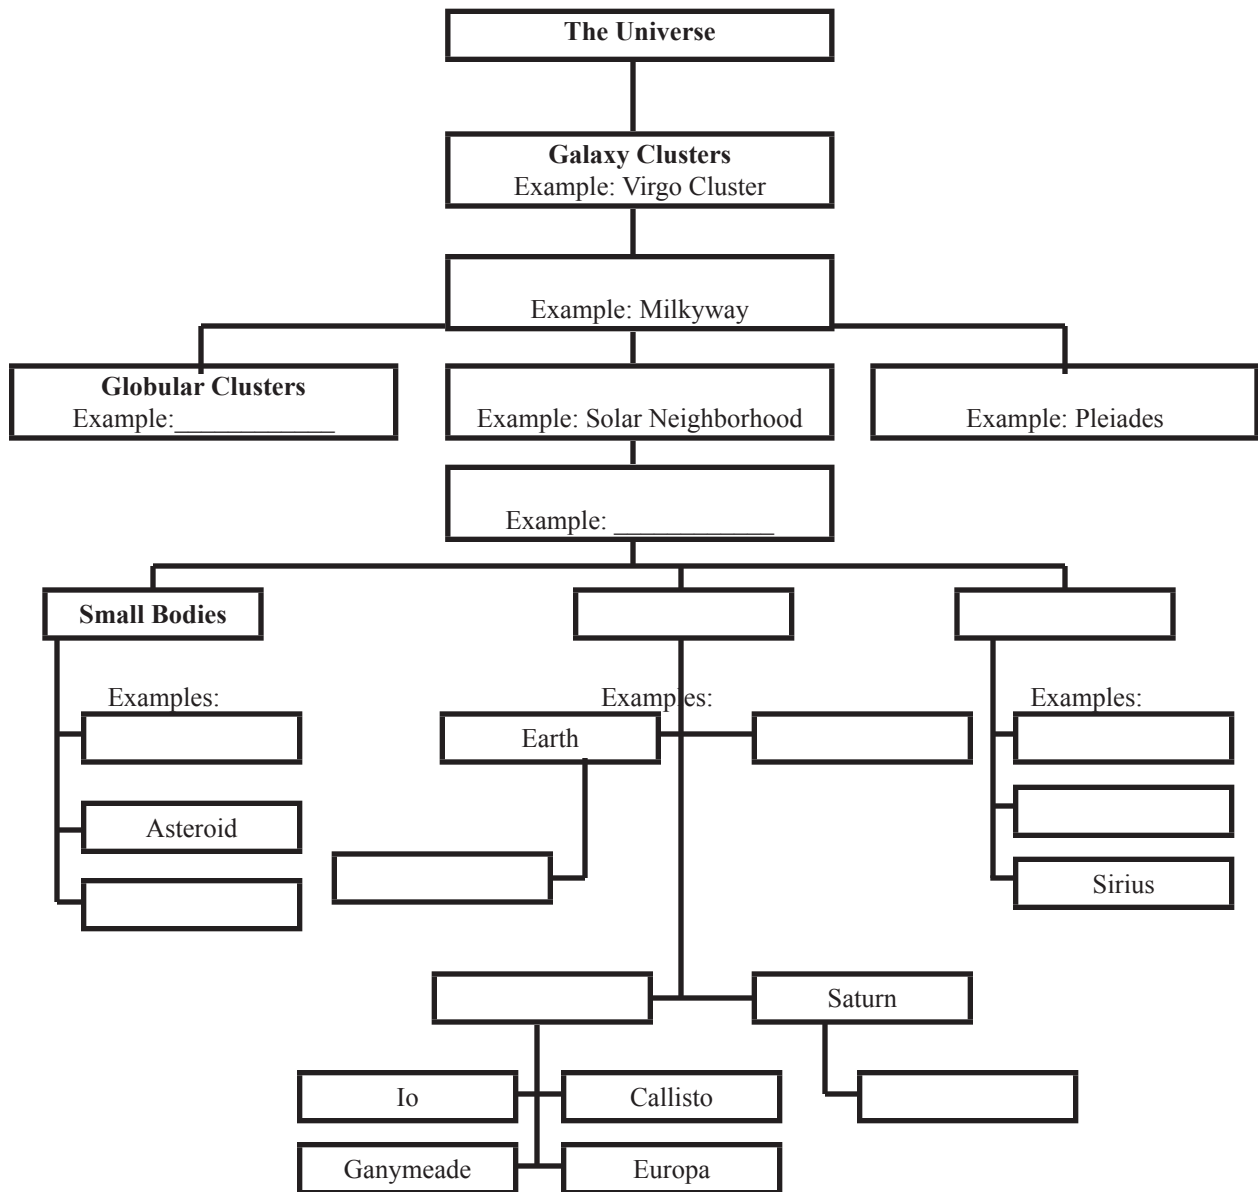 The Universe
Galaxy Clusters
Example: Virgo Cluster
Example: Milkyway
Globular Clusters
Example:____________
Example: Solar Neighborhood
Example: Pleiades
Example: ____________
Small Bodies
Examples:
Examples:
Examples:
Earth
Asteroid
Sirius
Saturn
Io
Callisto
Ganymeade
Europa